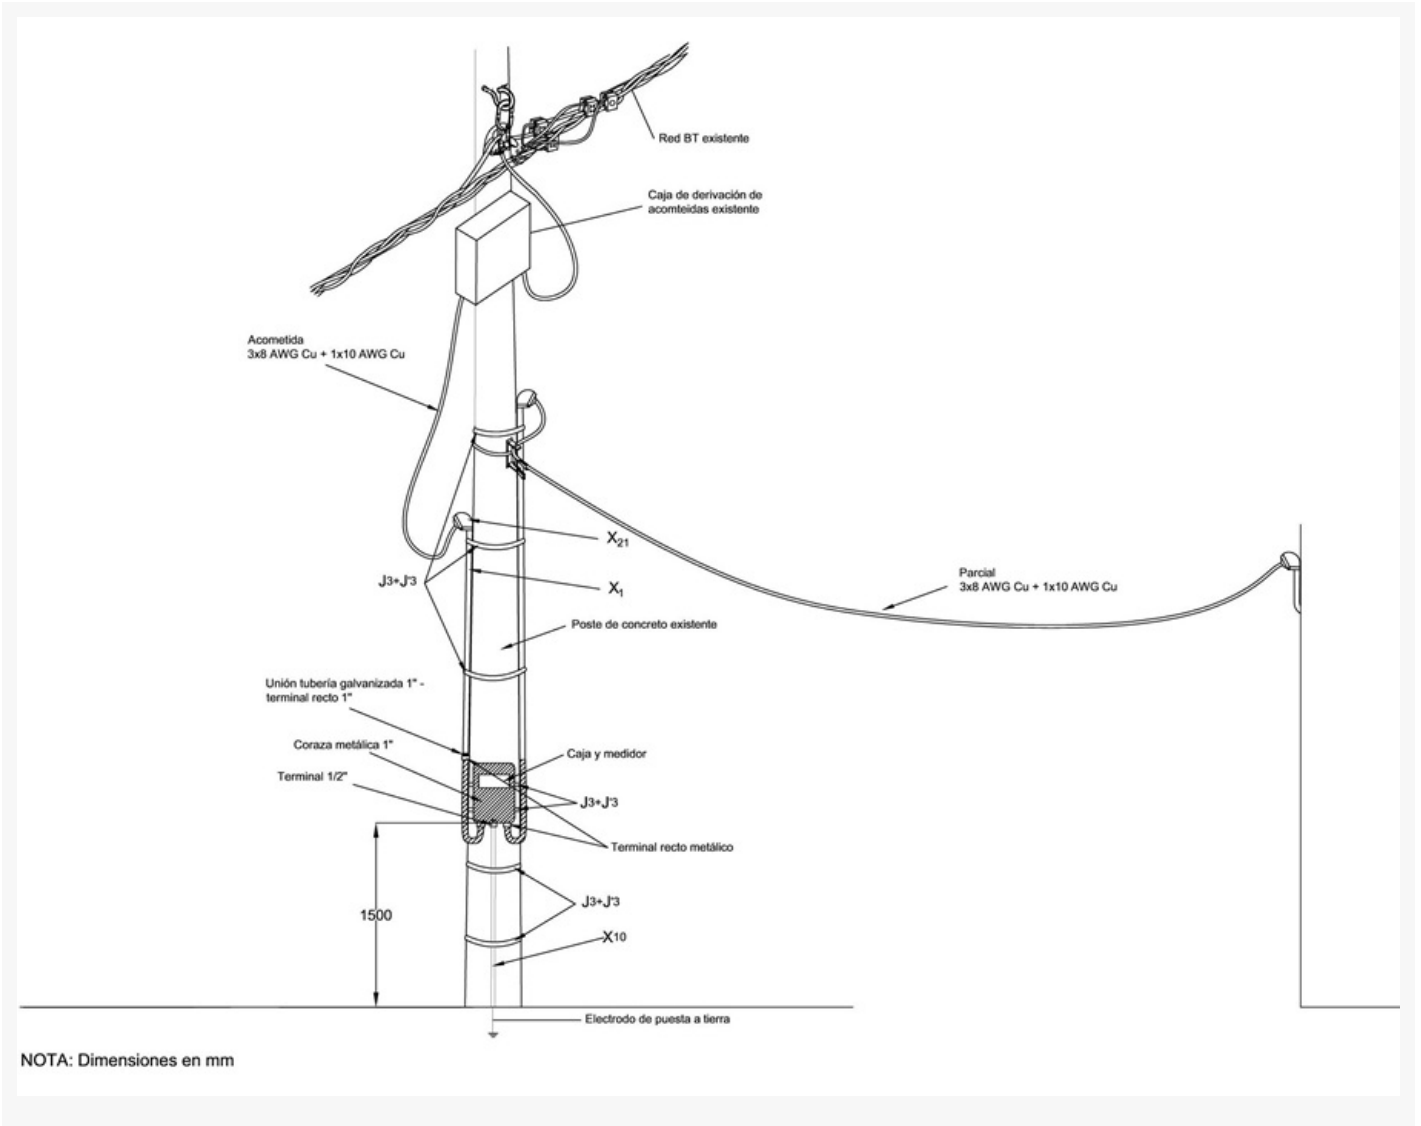 Red BT existente
Caja de derivación de
acomteidas existente
Acometida
3x8 AWG Cu + 1x10 AWG Cu
X21
J3+J'3
X1
Parcial
3x8 AWG Cu + 1x10 AWG Cu
Poste de concreto existente
Unión tubería galvanizada 1" -
terminal recto 1"
Coraza metálica 1"
Caja y medidor
Terminal 1/2"
J3+J'3
Terminal recto metálico
J3+J'3
1500
X10
Electrodo de puesta a tierra
NOTA: Dimensiones en mm